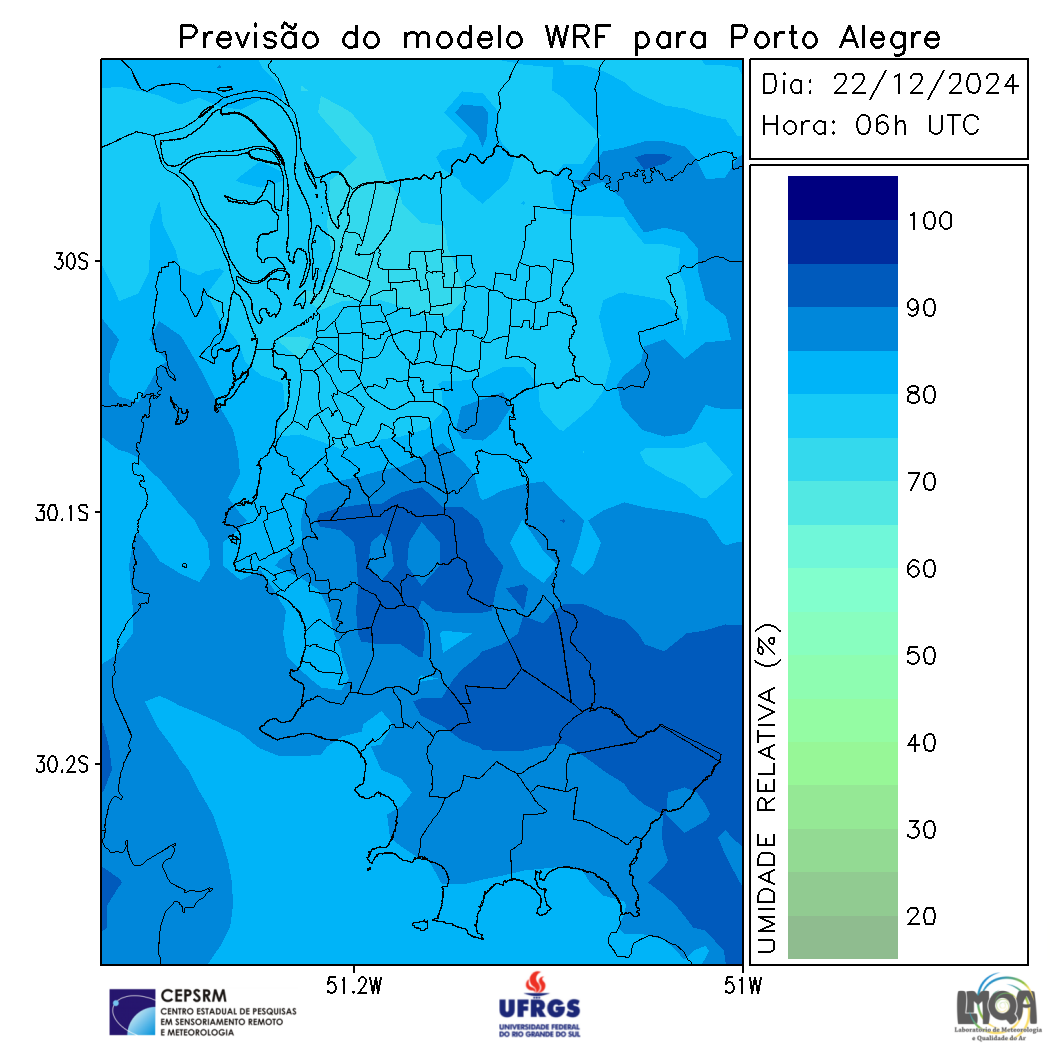 Previsão do modelo WRF para Porto Alegre
Dia: 22/12/2024
Hora: 06h UTC
30S
30.1S
30.2S
51.2W
51W
100
90
80
70
60
50
40
30
20
UMIDADE RELATIVA (%)
CEPSRM
CENTRO ESTADUAL DE PESQUISAS
EM SENSORIAMENTO REMOTO
E METEOROLOGIA
UFRGS
UNIVERSIDADE FEDERAL
DO RIO GRANDE DO SUL
LMQA
Laboratório de Meteorologia
e Qualidade do Ar